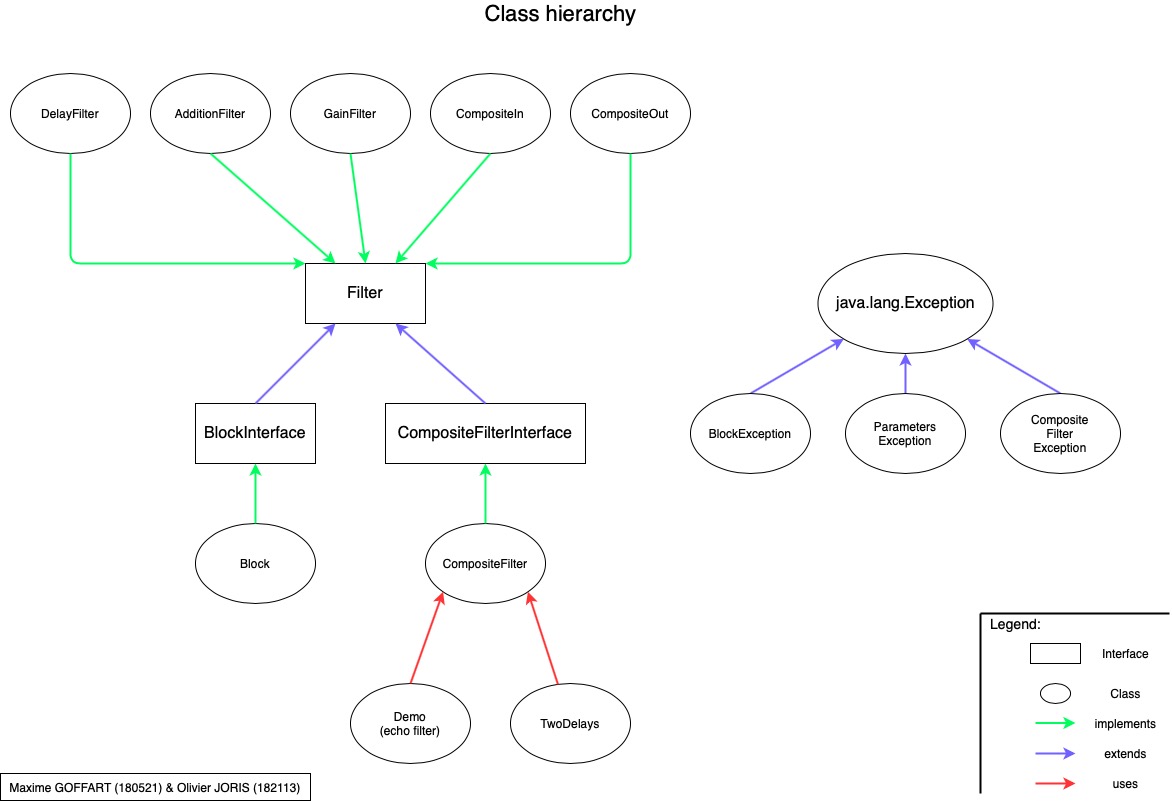 Class hierarchy
DelayFilter
AdditionFilter
GainFilter
CompositeIn
CompositeOut
Filter
java.lang.Exception
BlockInterface
CompositeFilterInterface
BlockException
Parameters
Exception
Composite
Filter
Exception
Block
CompositeFilter
Demo
(echo filter)
TwoDelays
Legend:
Interface
Class
implements
extends
uses
Maxime GOFFART (180521) & Olivier JORIS (182113)